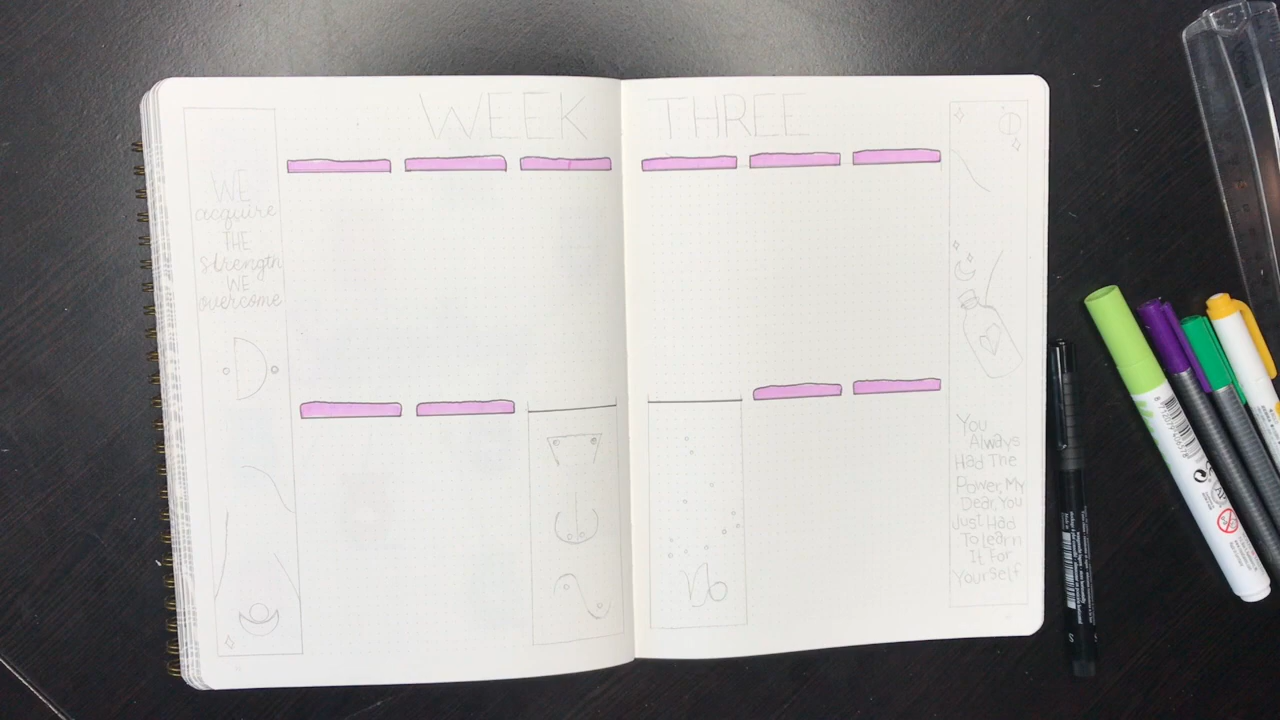 WEEK THREE
WE
acquire
THE
strength
WE
overcome
You
Always
Had The
Power, My
Dear, You
Just Had
To Learn
It For
Yourself